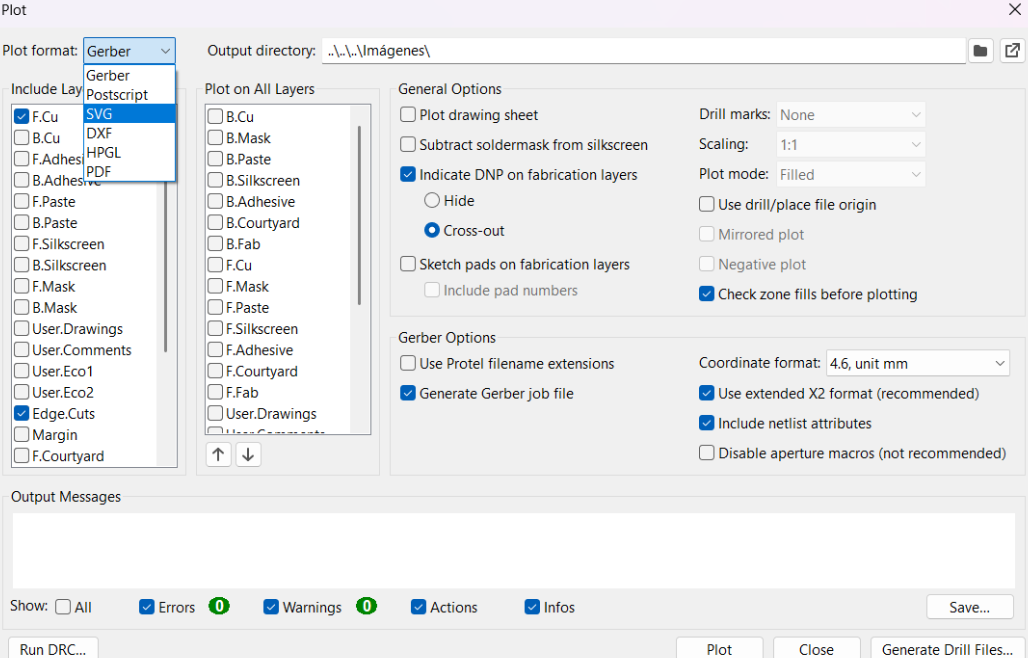 Plot
Plot format: Gerber
Output directory: ..\..\..\Imágenes\
Gerber
Postscript
SVG
DXF
HPGL
PDF
Include Lay
F.Cu
B.Cu
F.Adhesi
B.Adhesive
F.Paste
B.Paste
F.Silkscreen
B.Silkscreen
F.Mask
B.Mask
User.Drawings
User.Comments
User.Eco1
User.Eco2
Edge.Cuts
Margin
F.Courtyard
Plot on All Layers
B.Cu
B.Mask
B.Paste
B.Silkscreen
B.Adhesive
B.Courtyard
B.Fab
F.Cu
F.Mask
F.Paste
F.Silkscreen
F.Adhesive
F.Courtyard
F.Fab
User.Drawings
User.Comments
General Options
Plot drawing sheet
Subtract soldermask from silkscreen
Indicate DNP on fabrication layers
Hide
Cross-out
Sketch pads on fabrication layers
Include pad numbers
Drill marks: None
Scaling: 1:1
Plot mode: Filled
Use drill/place file origin
Mirrored plot
Negative plot
Check zone fills before plotting
Gerber Options
Use Protel filename extensions
Generate Gerber job file
Coordinate format: 4.6, unit mm
Use extended X2 format (recommended)
Include netlist attributes
Disable aperture macros (not recommended)
Output Messages
Show: All Errors 0 Warnings 0 Actions Infos Save...
Run DRC... Plot Close Generate Drill Files...